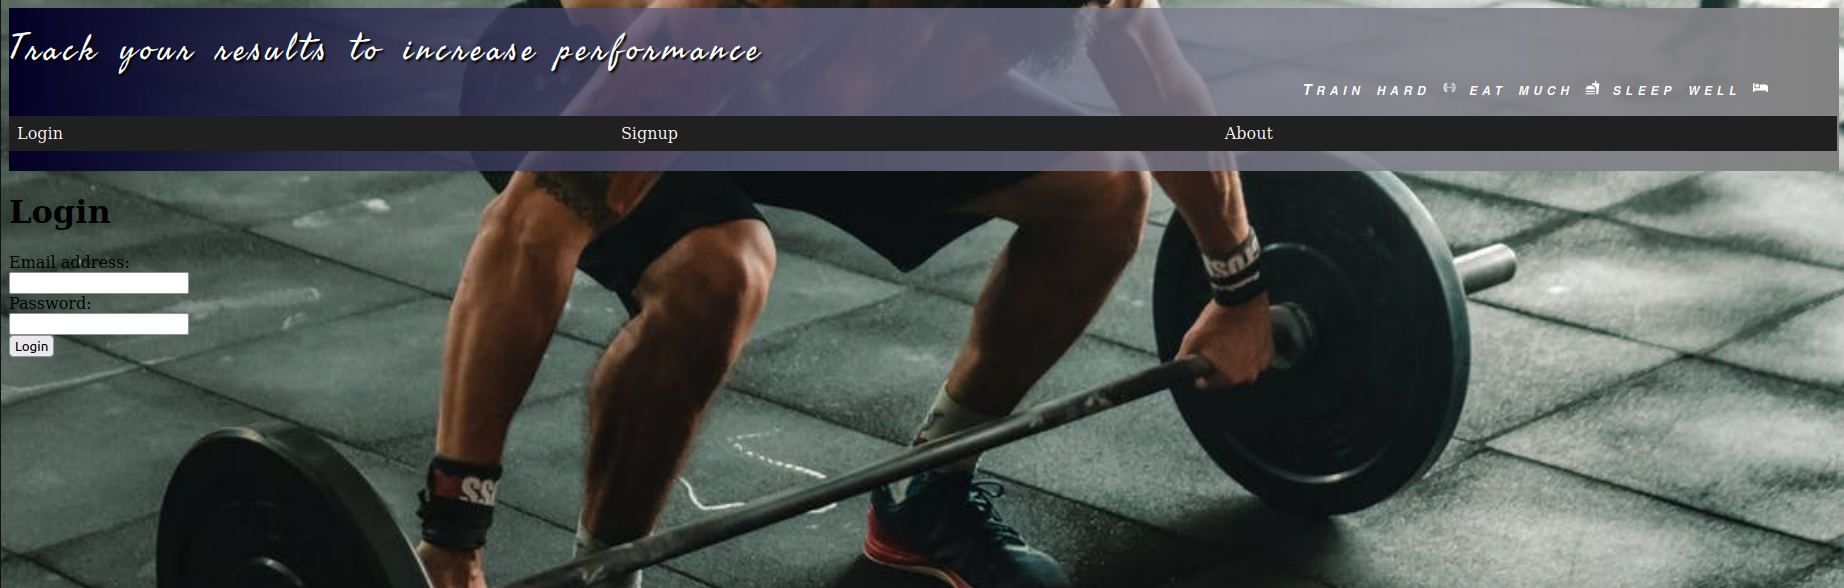 Track your results to increase performance
Train hard eat much sleep well
Login Signup About
Login
Email address:
Password:
Login